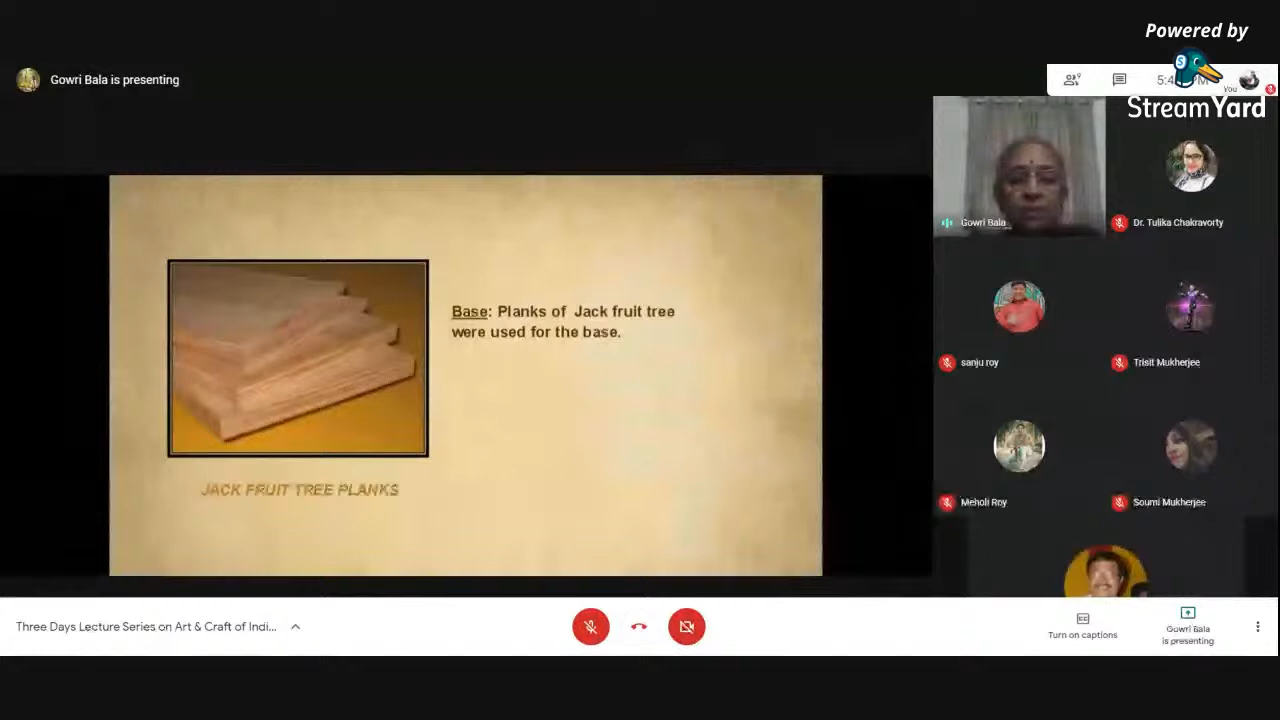 Powered by
StreamYard
Gowri Bala is presenting
You
Gowri Bala
Dr. Tulika Chakravorty
Base: Planks of Jack fruit tree
were used for the base.
sanju roy
Trisit Mukherjee
JACK FRUIT TREE PLANKS
Meholi Roy
Soumi Mukherjee
Three Days Lecture Series on Art & Craft of Indi...
Turn on captions
Gowri Bala
is presenting